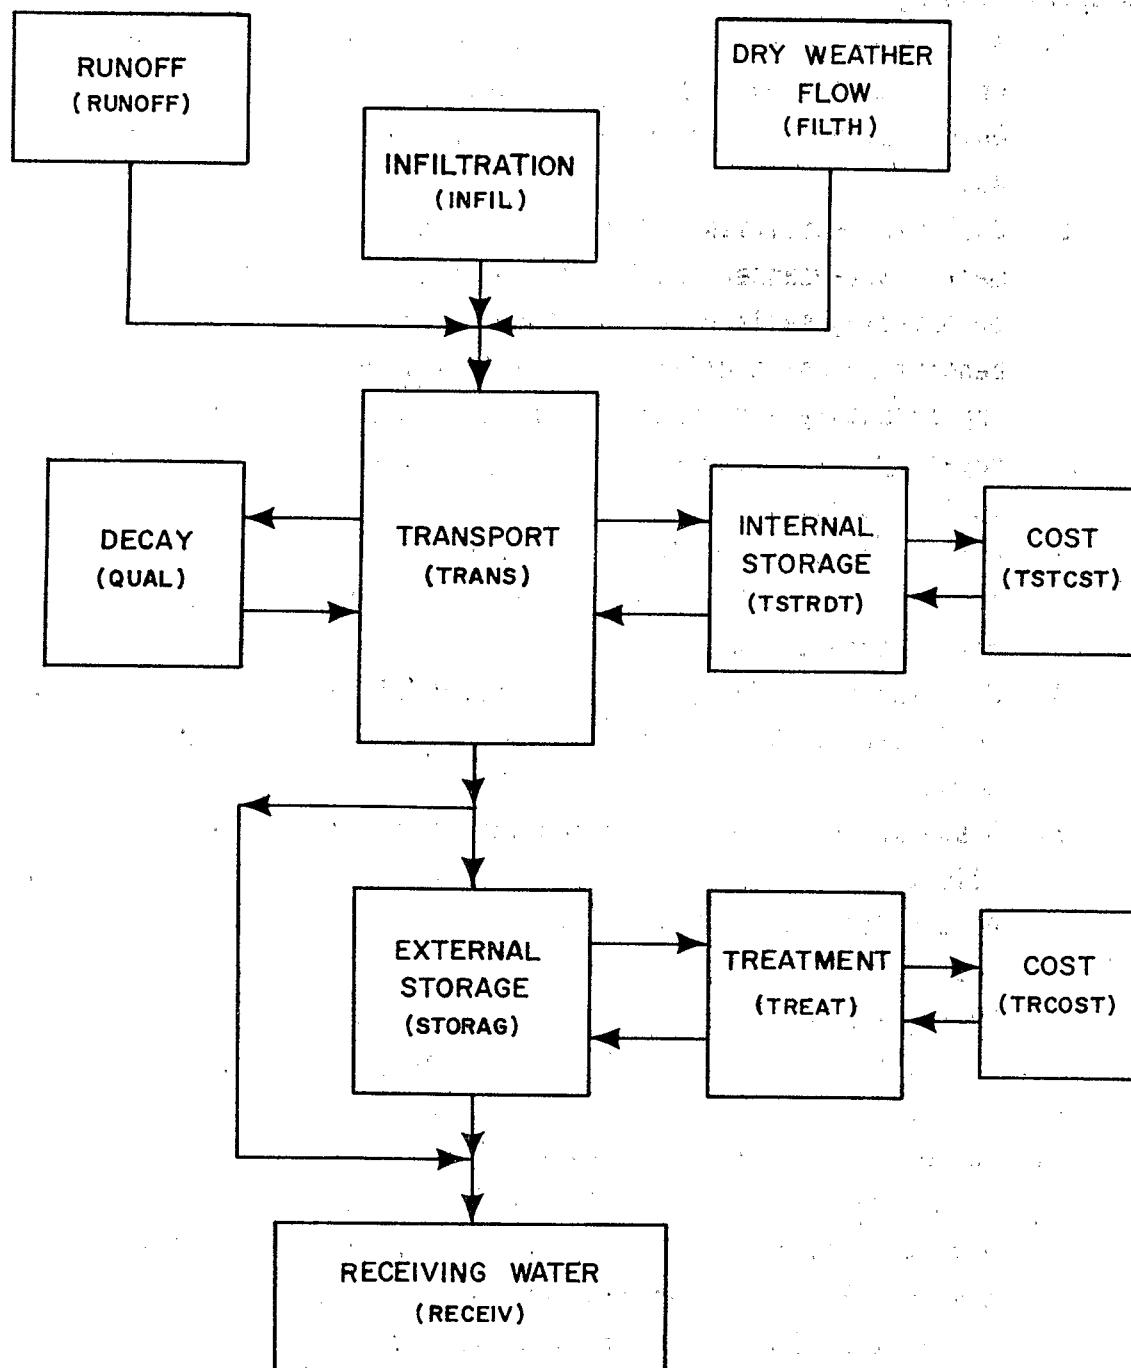 RUNOFF
(RUNOFF)
DRY WEATHER
FLOW
(FILTH)
INFILTRATION
(INFIL)
DECAY
(QUAL)
TRANSPORT
(TRANS)
INTERNAL
STORAGE
(TSTRDT)
COST
(TSTCST)
EXTERNAL
STORAGE
(STORAG)
TREATMENT
(TREAT)
COST
(TRCOST)
RECEIVING WATER
(RECEIV)